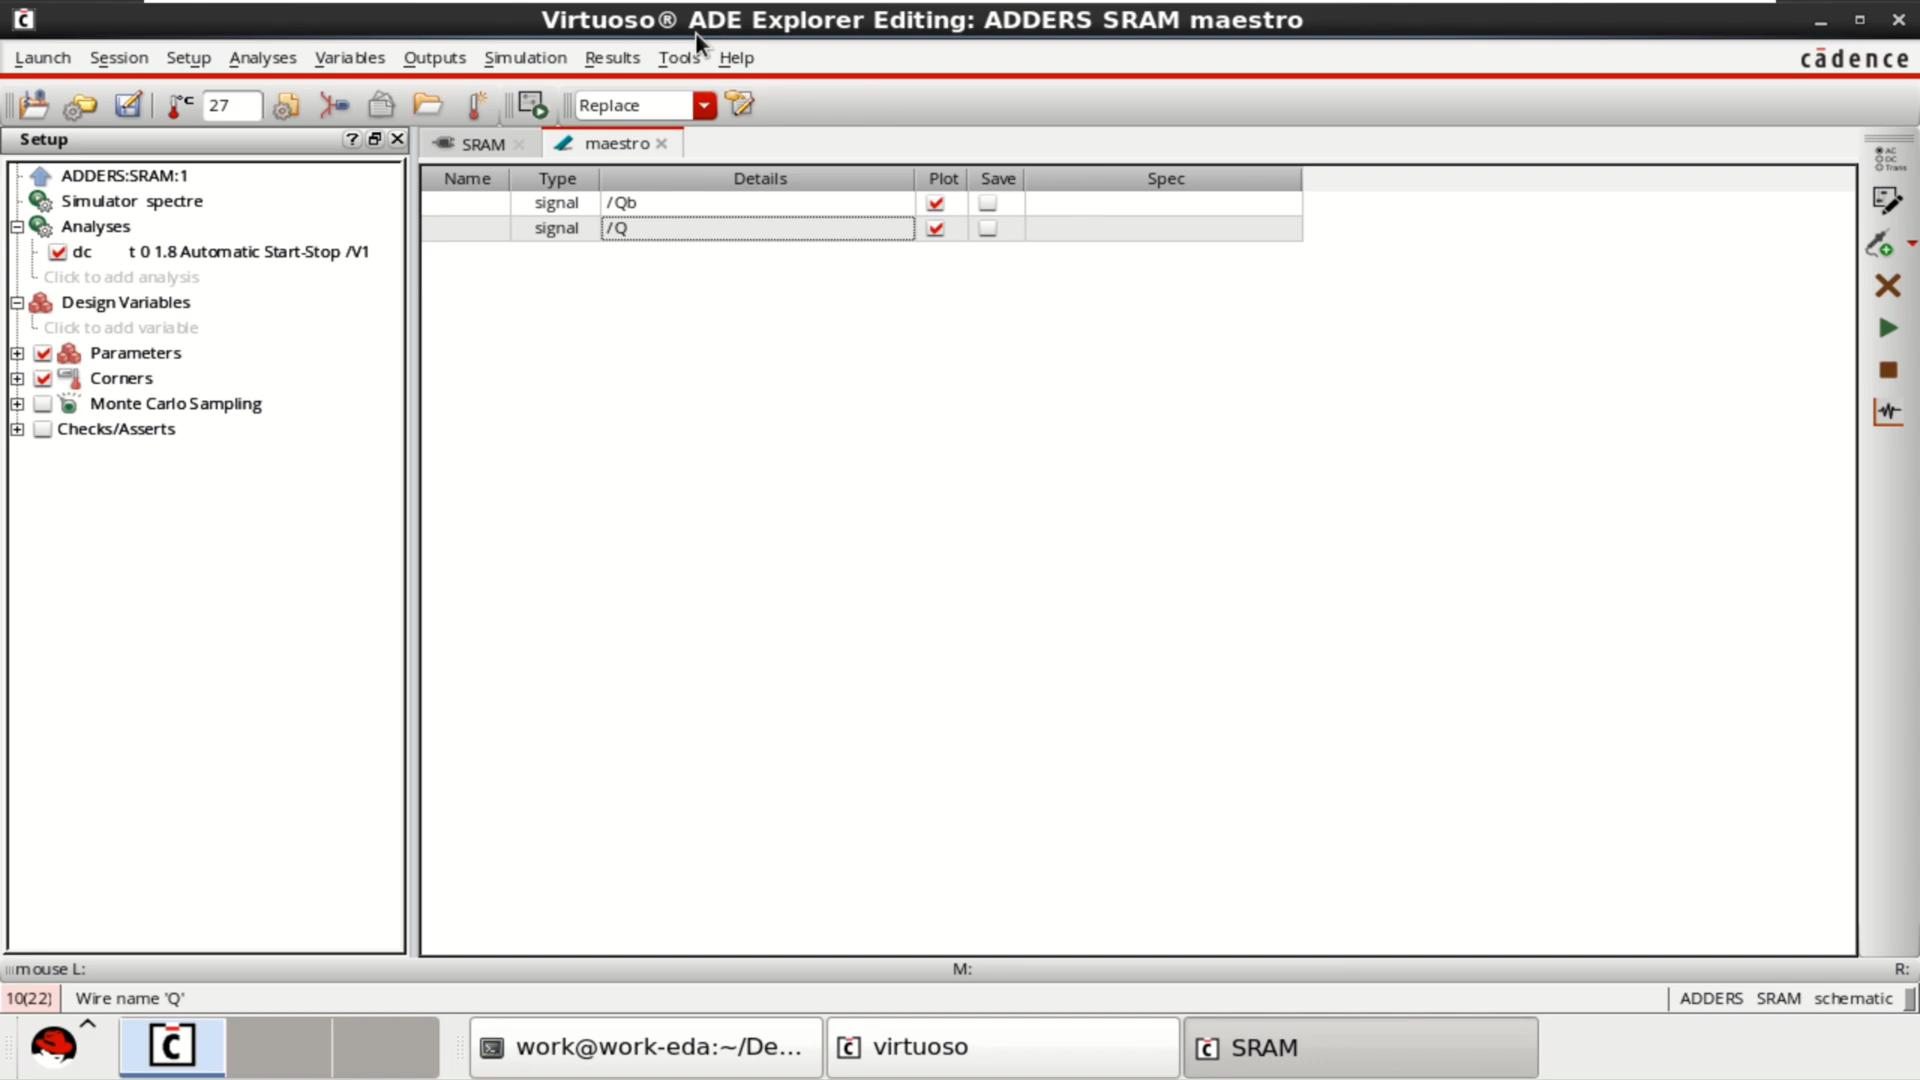 Virtuoso® ADE Explorer Editing: ADDERS SRAM maestro
Launch Session Setup Analyses Variables Outputs Simulation Results Tools Help cādence
°C 27 Replace
Setup
SRAM maestro
AC
DC
Trans
Name Type Details Plot Save Spec
signal /Qb
signal /Q
ADDERS:SRAM:1
Simulator spectre
Analyses
dc t 0 1.8 Automatic Start-Stop /V1
Click to add analysis
Design Variables
Click to add variable
Parameters
Corners
Monte Carlo Sampling
Checks/Asserts
mouse L: M: R:
10(22) Wire name 'Q' ADDERS SRAM schematic
work@work-eda:~/De... virtuoso SRAM